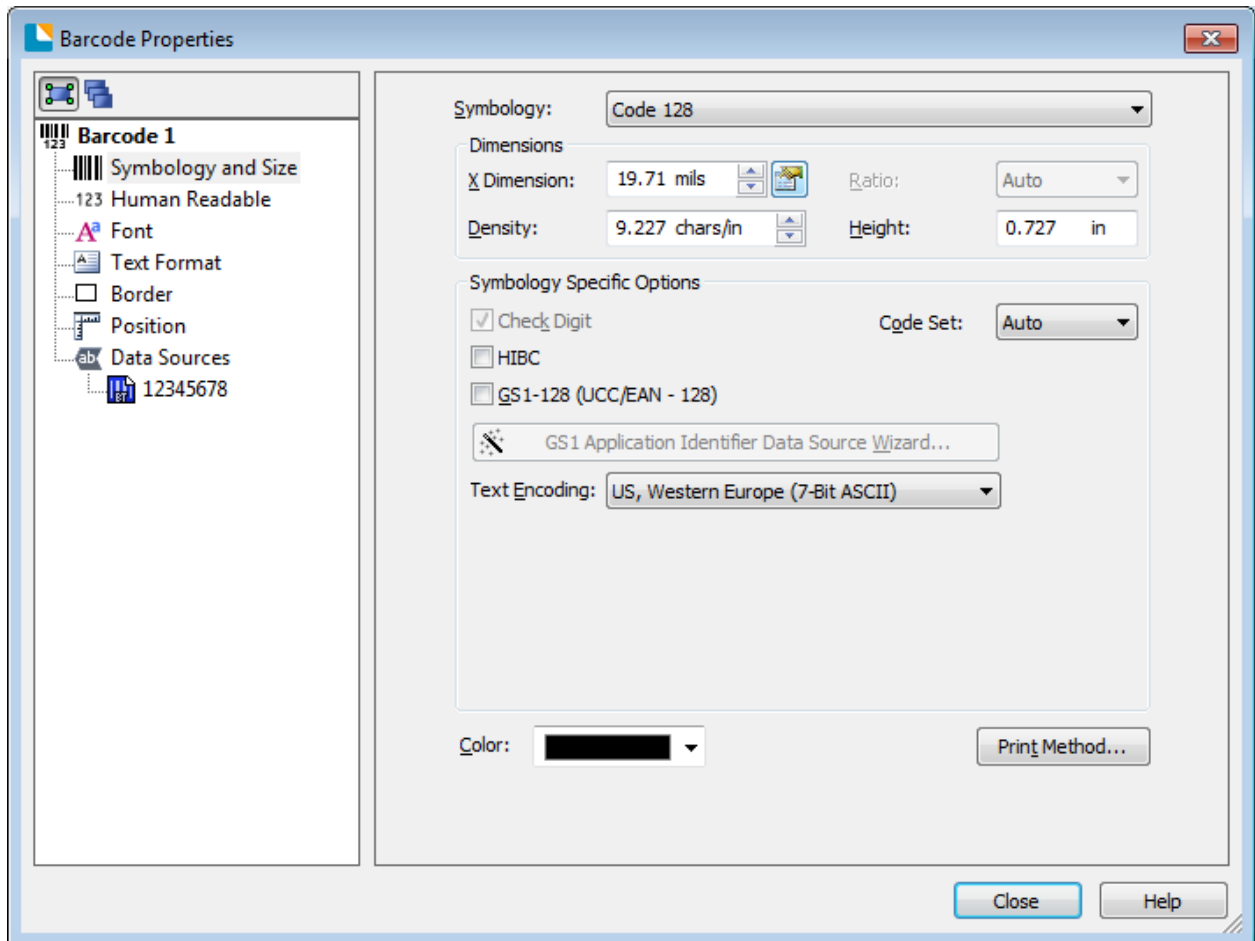 Barcode Properties
Barcode 1
Symbology and Size
123 Human Readable
Font
Text Format
Border
Position
Data Sources
12345678
Symbology: Code 128
Dimensions
X Dimension: 19.71 mils Ratio: Auto
Density: 9.227 chars/in Height: 0.727 in
Symbology Specific Options
Check Digit Code Set: Auto
HIBC
GS1-128 (UCC/EAN - 128)
GS1 Application Identifier Data Source Wizard...
Text Encoding: US, Western Europe (7-Bit ASCII)
Color: Print Method...
Close Help